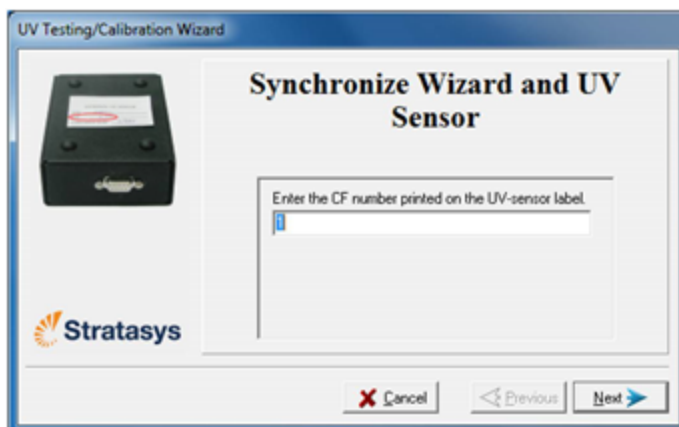 UV Testing/Calibration Wizard
Synchronize Wizard and UV
Sensor
Enter the CF number printed on the UV-sensor label.
1
Stratasys
Cancel
Previous
Next